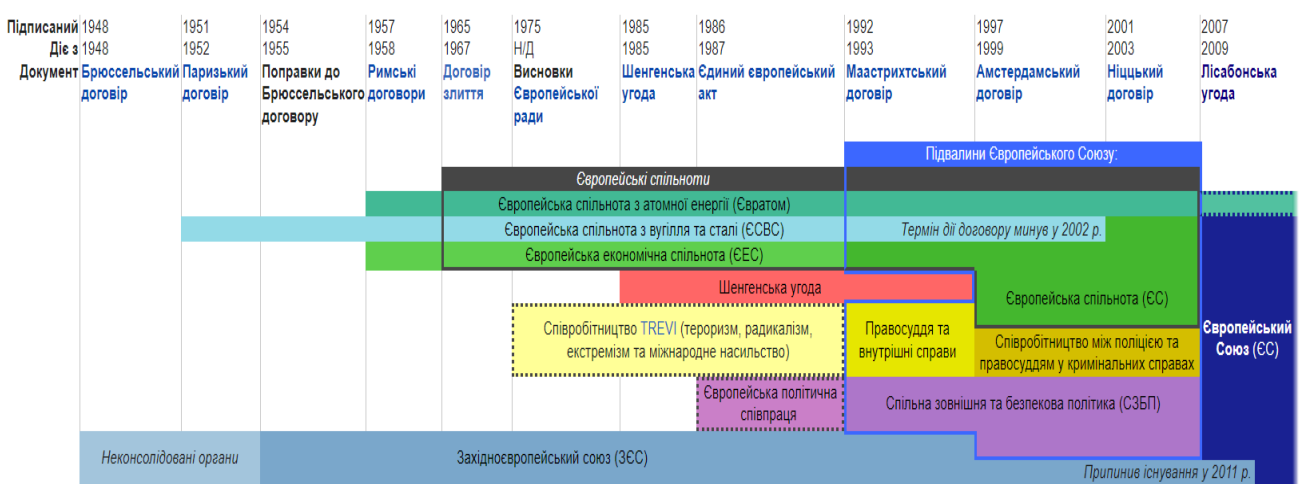 Підписаний 1948 1951 1954 1957 1965 1975 1985 1986 1992 1997 2001 2007
Діє з 1948 1952 1955 1958 1967 Н/Д 1985 1987 1993 1999 2003 2009
Документ Брюссельський Паризький Поправки до Римські Договір Висновки Шенгенська Єдиний європейський Маастрихтський Амстердамський Ніццький Лісабонська
договір договір Брюссельського договори злиття Європейської угода акт договір договір договір угода
договору ради
Підвалини Європейського Союзу:
Європейські спільноти
Європейська спільнота з атомної енергії (Євратом)
Європейська спільнота з вугілля та сталі (ЄСВС) Термін дії договору минув у 2002 р.
Європейська економічна спільнота (ЄЕС)
Шенгенська угода
Європейська спільнота (ЄС)
Співробітництво TREVI (тероризм, радикалізм,
екстремізм та міжнародне насильство)
Правосуддя та
внутрішні справи
Співробітництво між поліцією та
правосуддям у кримінальних справах
Європейський
Союз (ЄС)
Європейська політична
співпраця
Спільна зовнішня та безпекова політика (СЗБП)
Неконсолідовані органи
Західноєвропейський союз (ЗЄС)
Припинив існування у 2011 р.